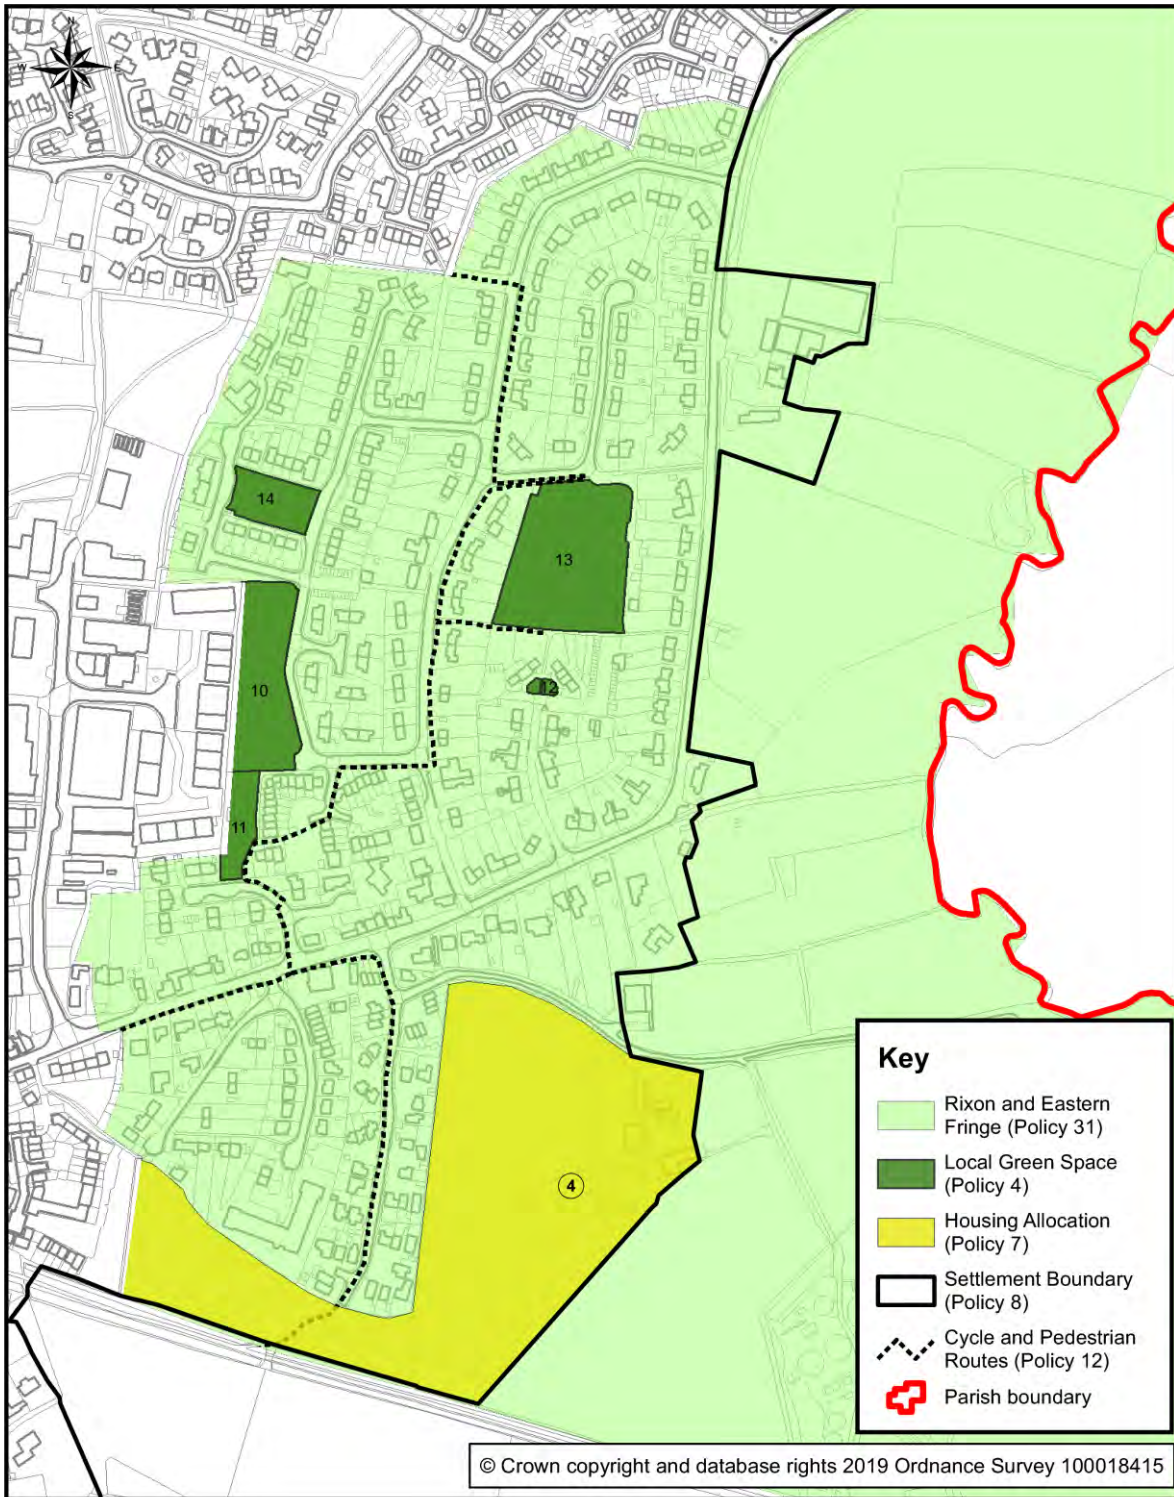 N
W E
S
14
13
12
10
11
4
Key
Rixon and Eastern
Fringe (Policy 31)
Local Green Space
(Policy 4)
Housing Allocation
(Policy 7)
Settlement Boundary
(Policy 8)
Cycle and Pedestrian
Routes (Policy 12)
Parish boundary
© Crown copyright and database rights 2019 Ordnance Survey 100018415